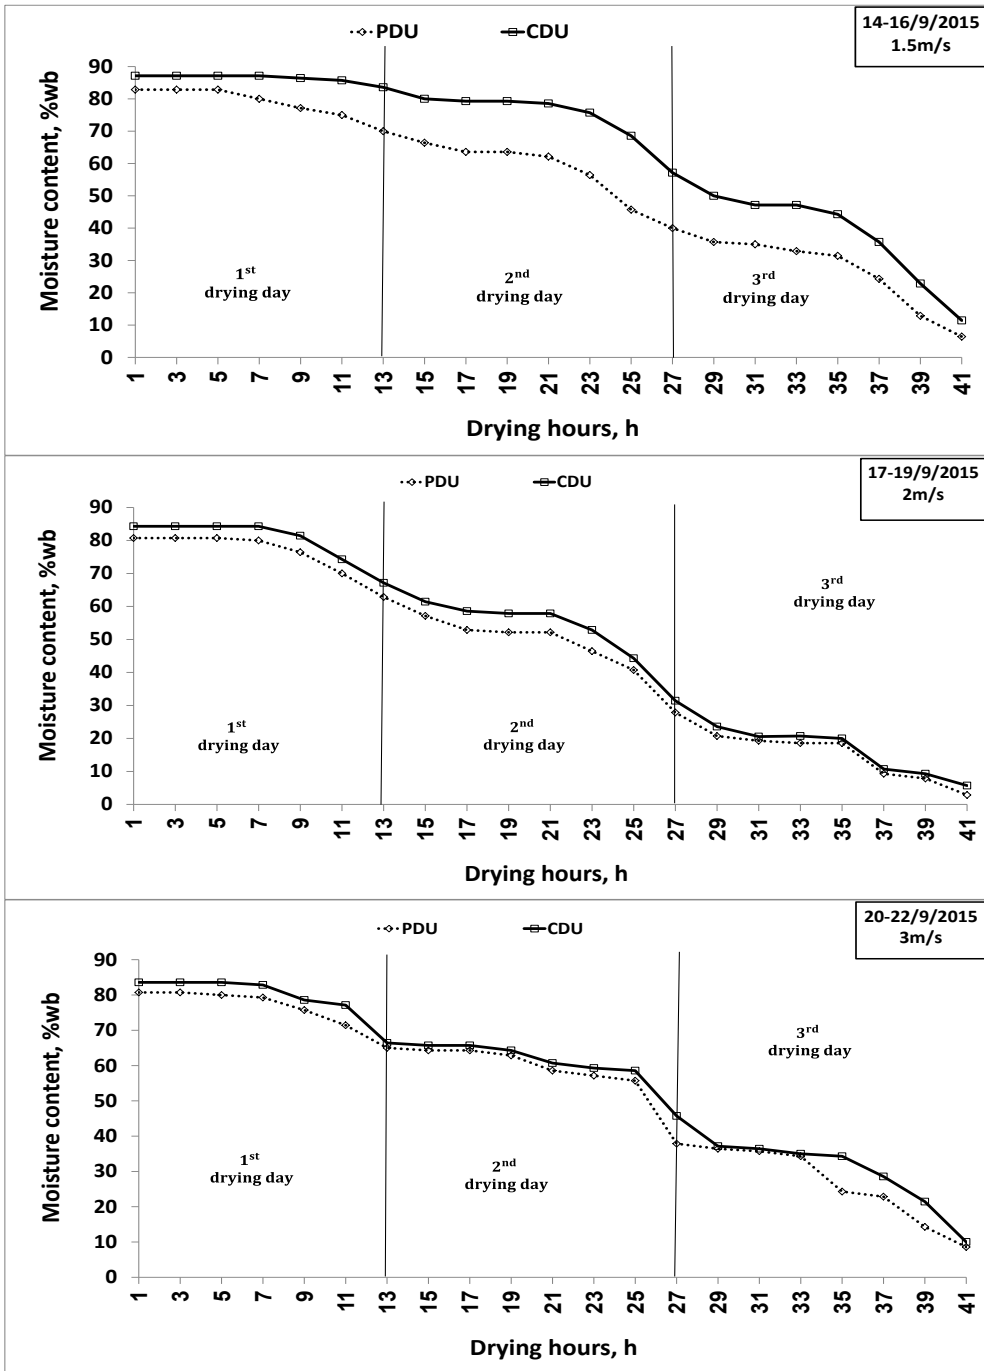 PDU CDU
14-16/9/2015
1.5m/s
Moisture content, %wb
90
80
70
60
50
40
30
20
10
0
1st
drying day
2nd
drying day
3rd
drying day
1 3 5 7 9 11 13 15 17 19 21 23 25 27 29 31 33 35 37 39 41
Drying hours, h
PDU CDU
17-19/9/2015
2m/s
Moisture content, %wb
90
80
70
60
50
40
30
20
10
0
1st
drying day
2nd
drying day
3rd
drying day
1 3 5 7 9 11 13 15 17 19 21 23 25 27 29 31 33 35 37 39 41
Drying hours, h
PDU CDU
20-22/9/2015
3m/s
Moisture content, %wb
90
80
70
60
50
40
30
20
10
0
1st
drying day
2nd
drying day
3rd
drying day
1 3 5 7 9 11 13 15 17 19 21 23 25 27 29 31 33 35 37 39 41
Drying hours, h